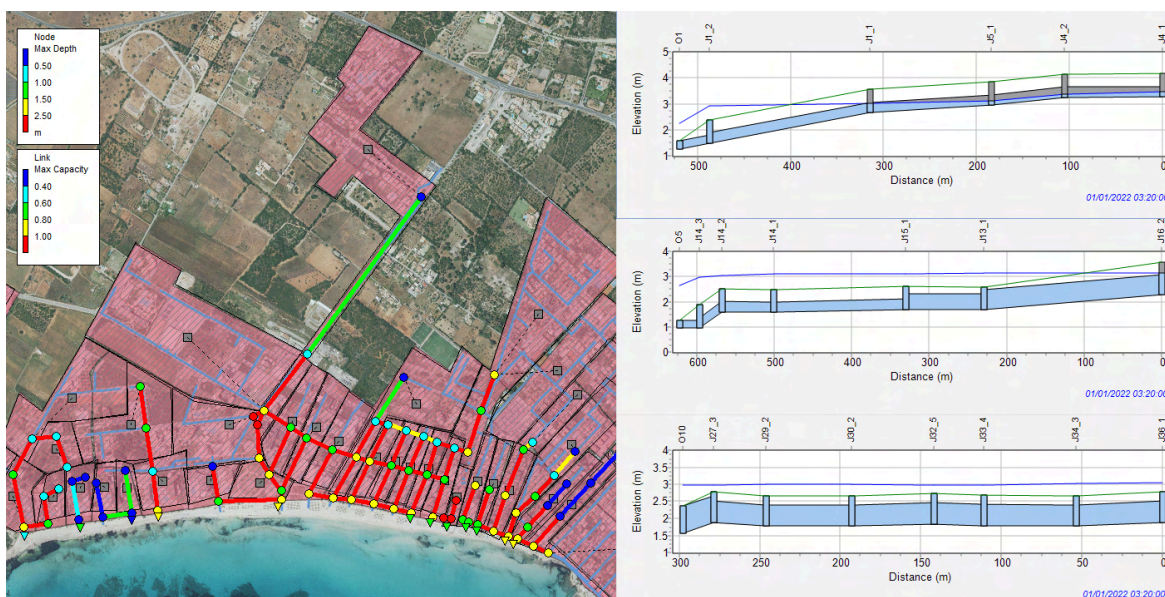 Node
Max Depth
0.50
1.00
1.50
2.50
m
Link
Max Capacity
0.40
0.60
0.80
1.00
O1
J1_2
J1_1
J5_1
J4_2
J4_1
Elevation (m)
5
4
3
2
1
500 400 300 200 100 0
Distance (m)
01/01/2022 03:20:00
O5
J14_3
J14_2
J14_1
J15_1
J13_1
J16_2
Elevation (m)
4
3
2
1
0
600 500 400 300 200 100 0
Distance (m)
01/01/2022 03:20:00
O10
J27_3
J29_2
J30_2
J32_5
J33_4
J34_3
J36_1
Elevation (m)
4
3.5
3
2.5
2
1.5
1
300 250 200 150 100 50 0
Distance (m)
01/01/2022 03:20:00